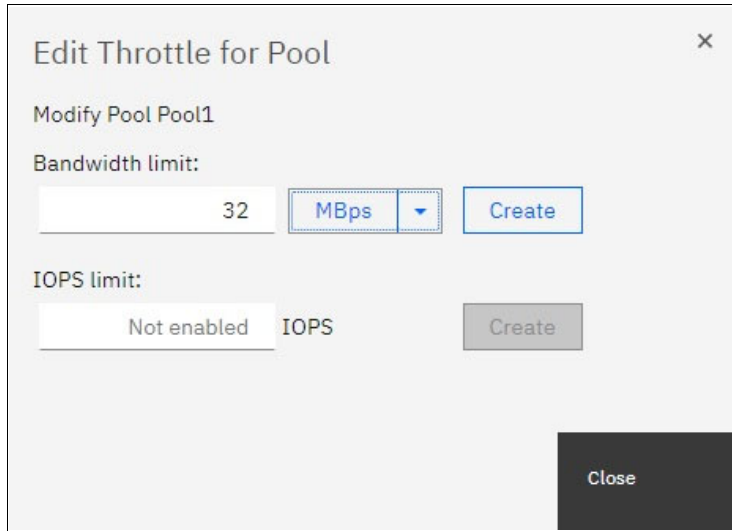 Edit Throttle for Pool ×
Modify Pool Pool1
Bandwidth limit:
32 MBps Create
IOPS limit:
Not enabled IOPS Create
Close